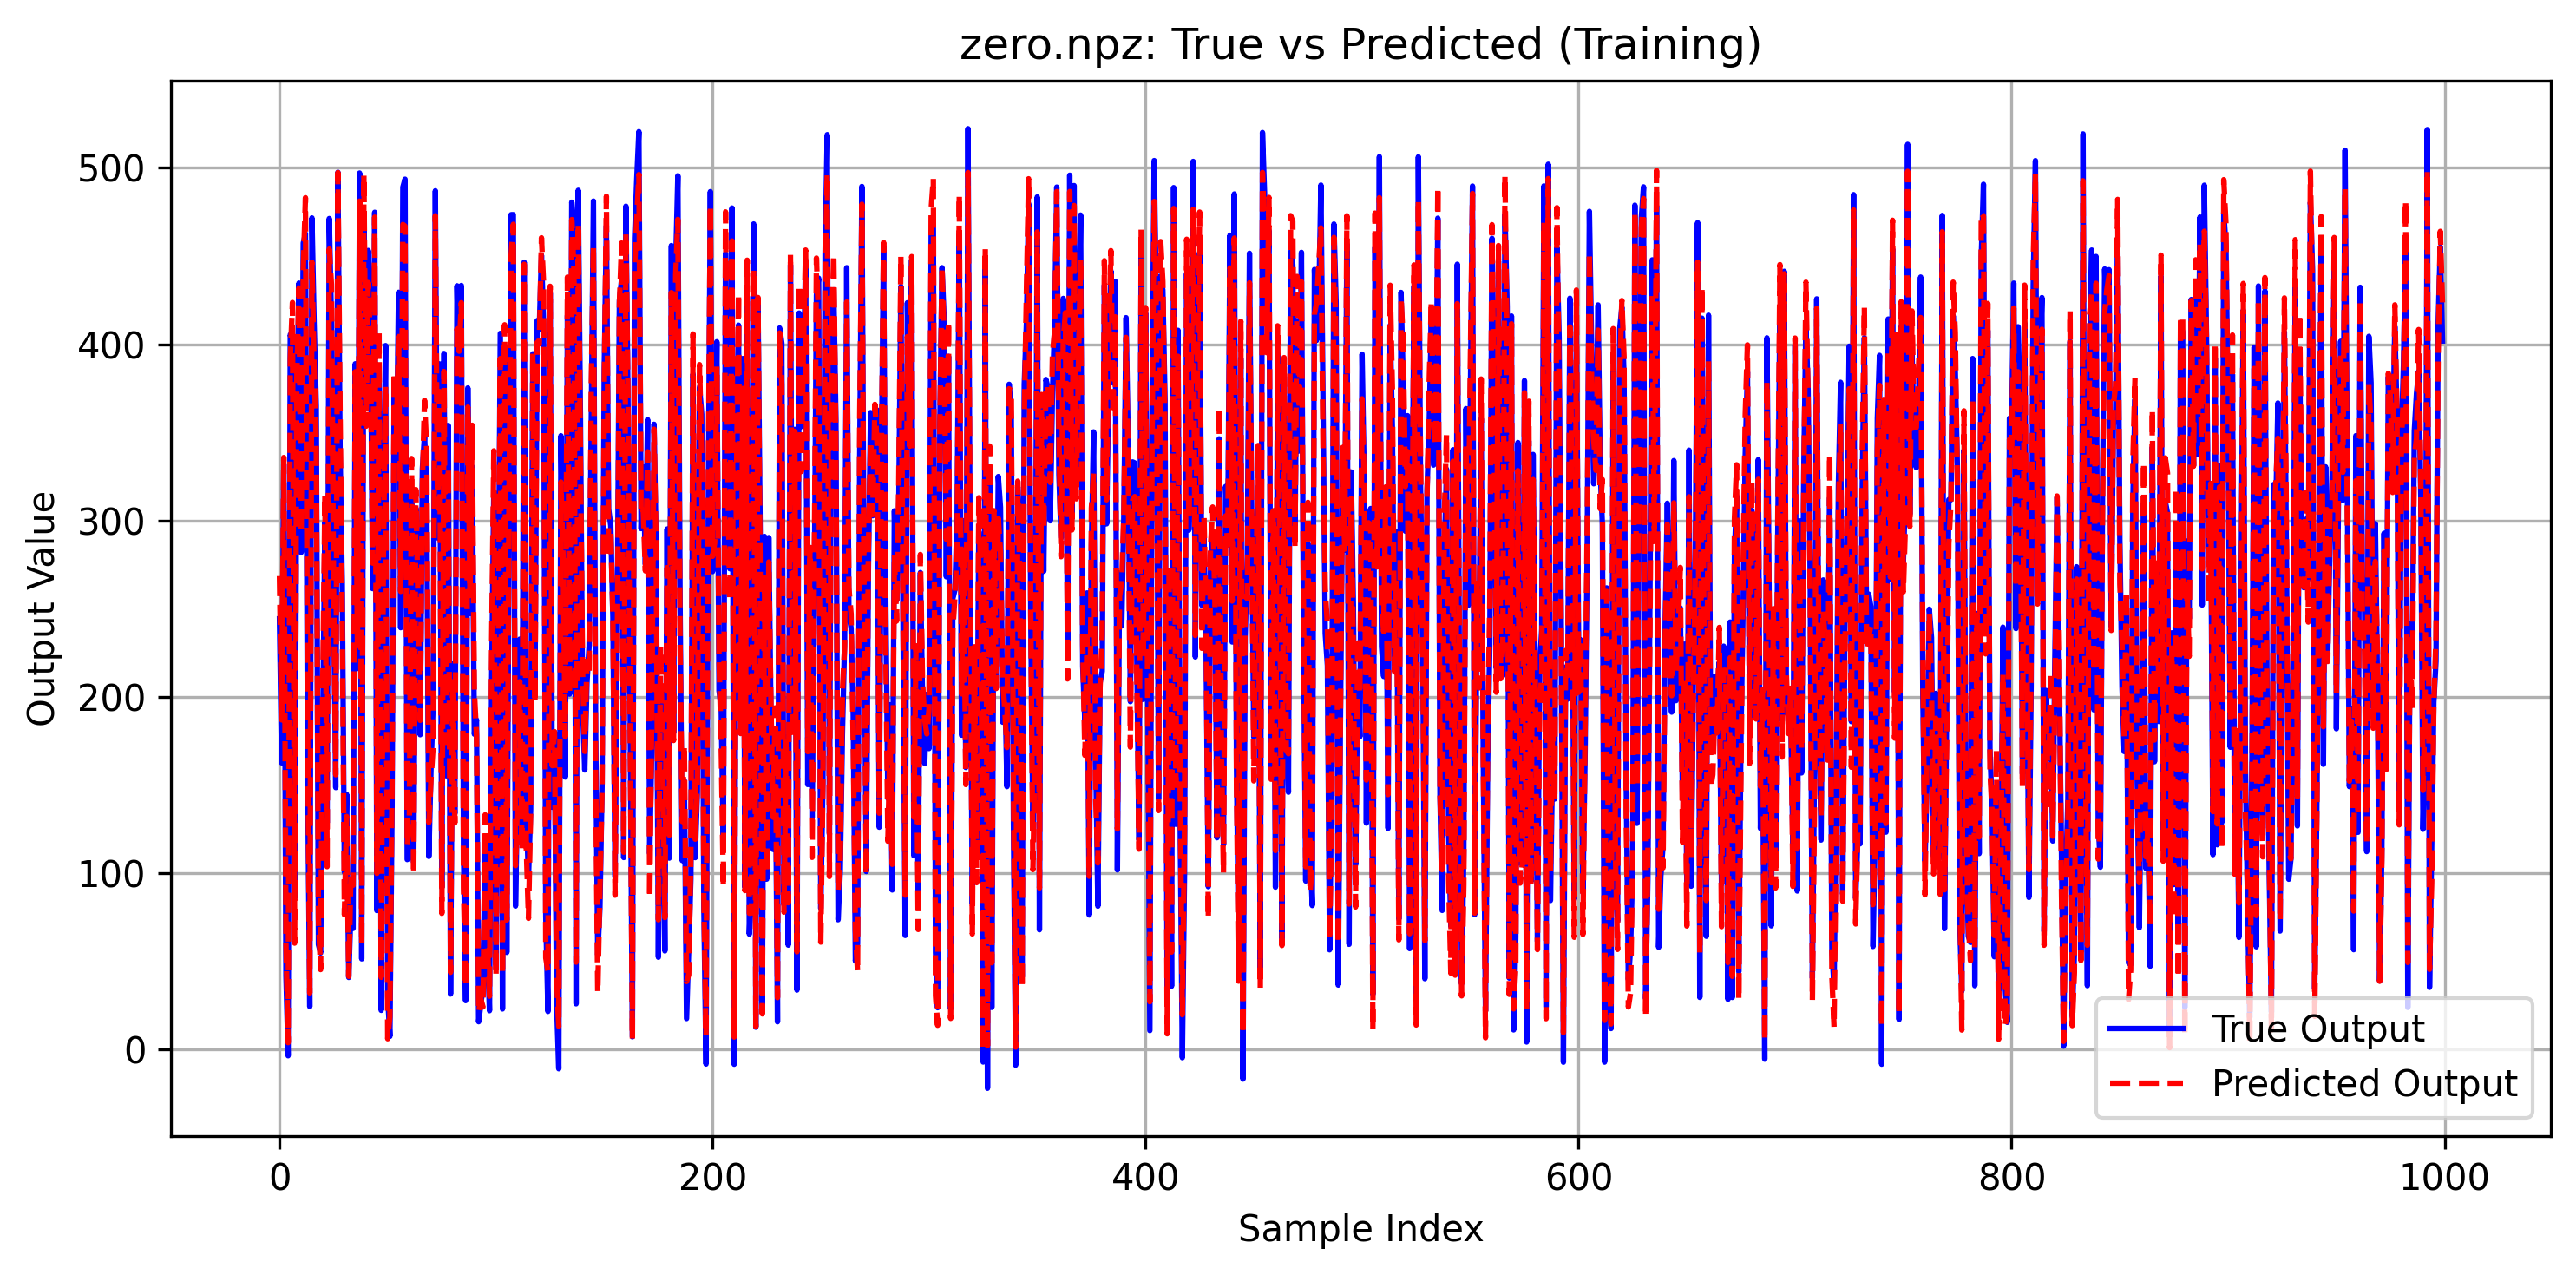 zero.npz: True vs Predicted (Training)
Output Value
500
400
300
200
100
0
True Output
Predicted Output
0 200 400 600 800 1000
Sample Index